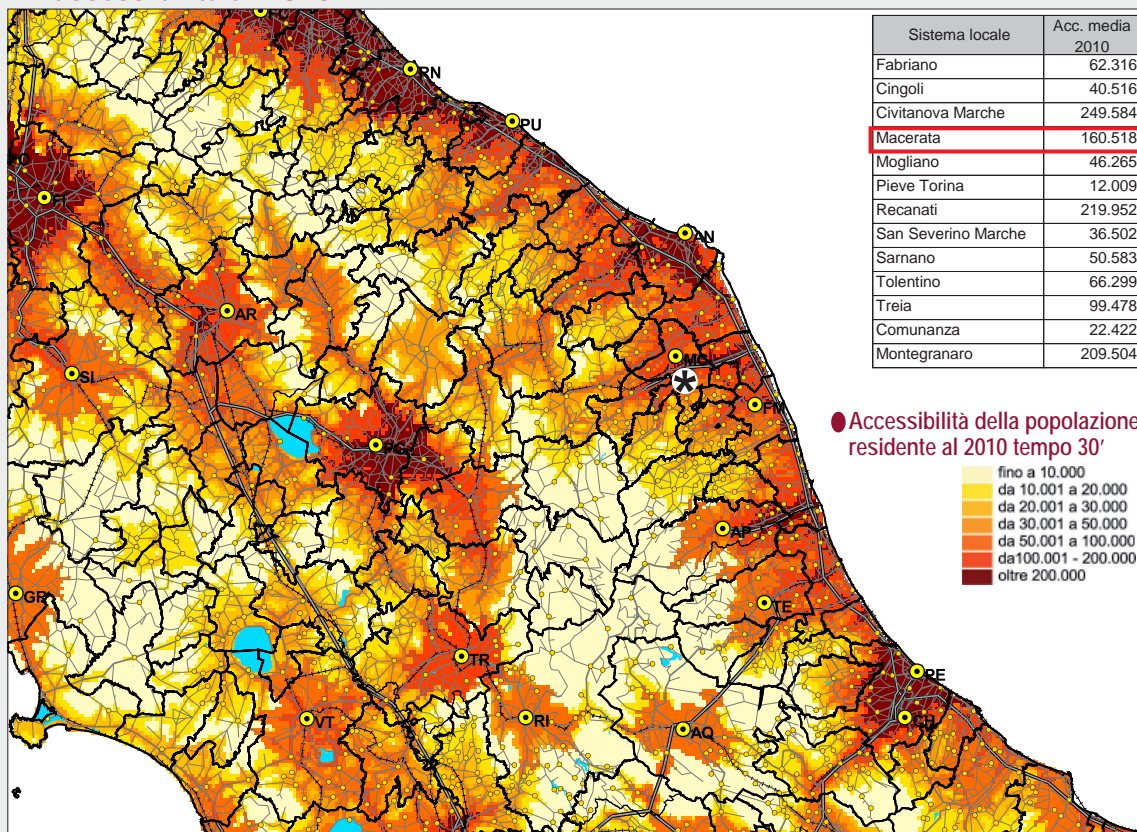 Sistema locale Acc. media 2010
Fabriano 62.316
Cingoli 40.516
Civitanova Marche 249.584
Macerata 160.518
Mogliano 46.265
Pieve Torina 12.009
Recanati 219.952
San Severino Marche 36.502
Sarnano 50.583
Tolentino 66.299
Treia 99.478
Comunanza 22.422
Montegranaro 209.504
Accessibilità della popolazione
residente al 2010 tempo 30′
fino a 10.000
da 10.001 a 20.000
da 20.001 a 30.000
da 30.001 a 50.000
da 50.001 a 100.000
da100.001 - 200.000
oltre 200.000
RN
PU
AN
FI
AR
MC
SI
FM
PG
AP
GR
TE
TR
PE
VT
RI
AQ
CH
*